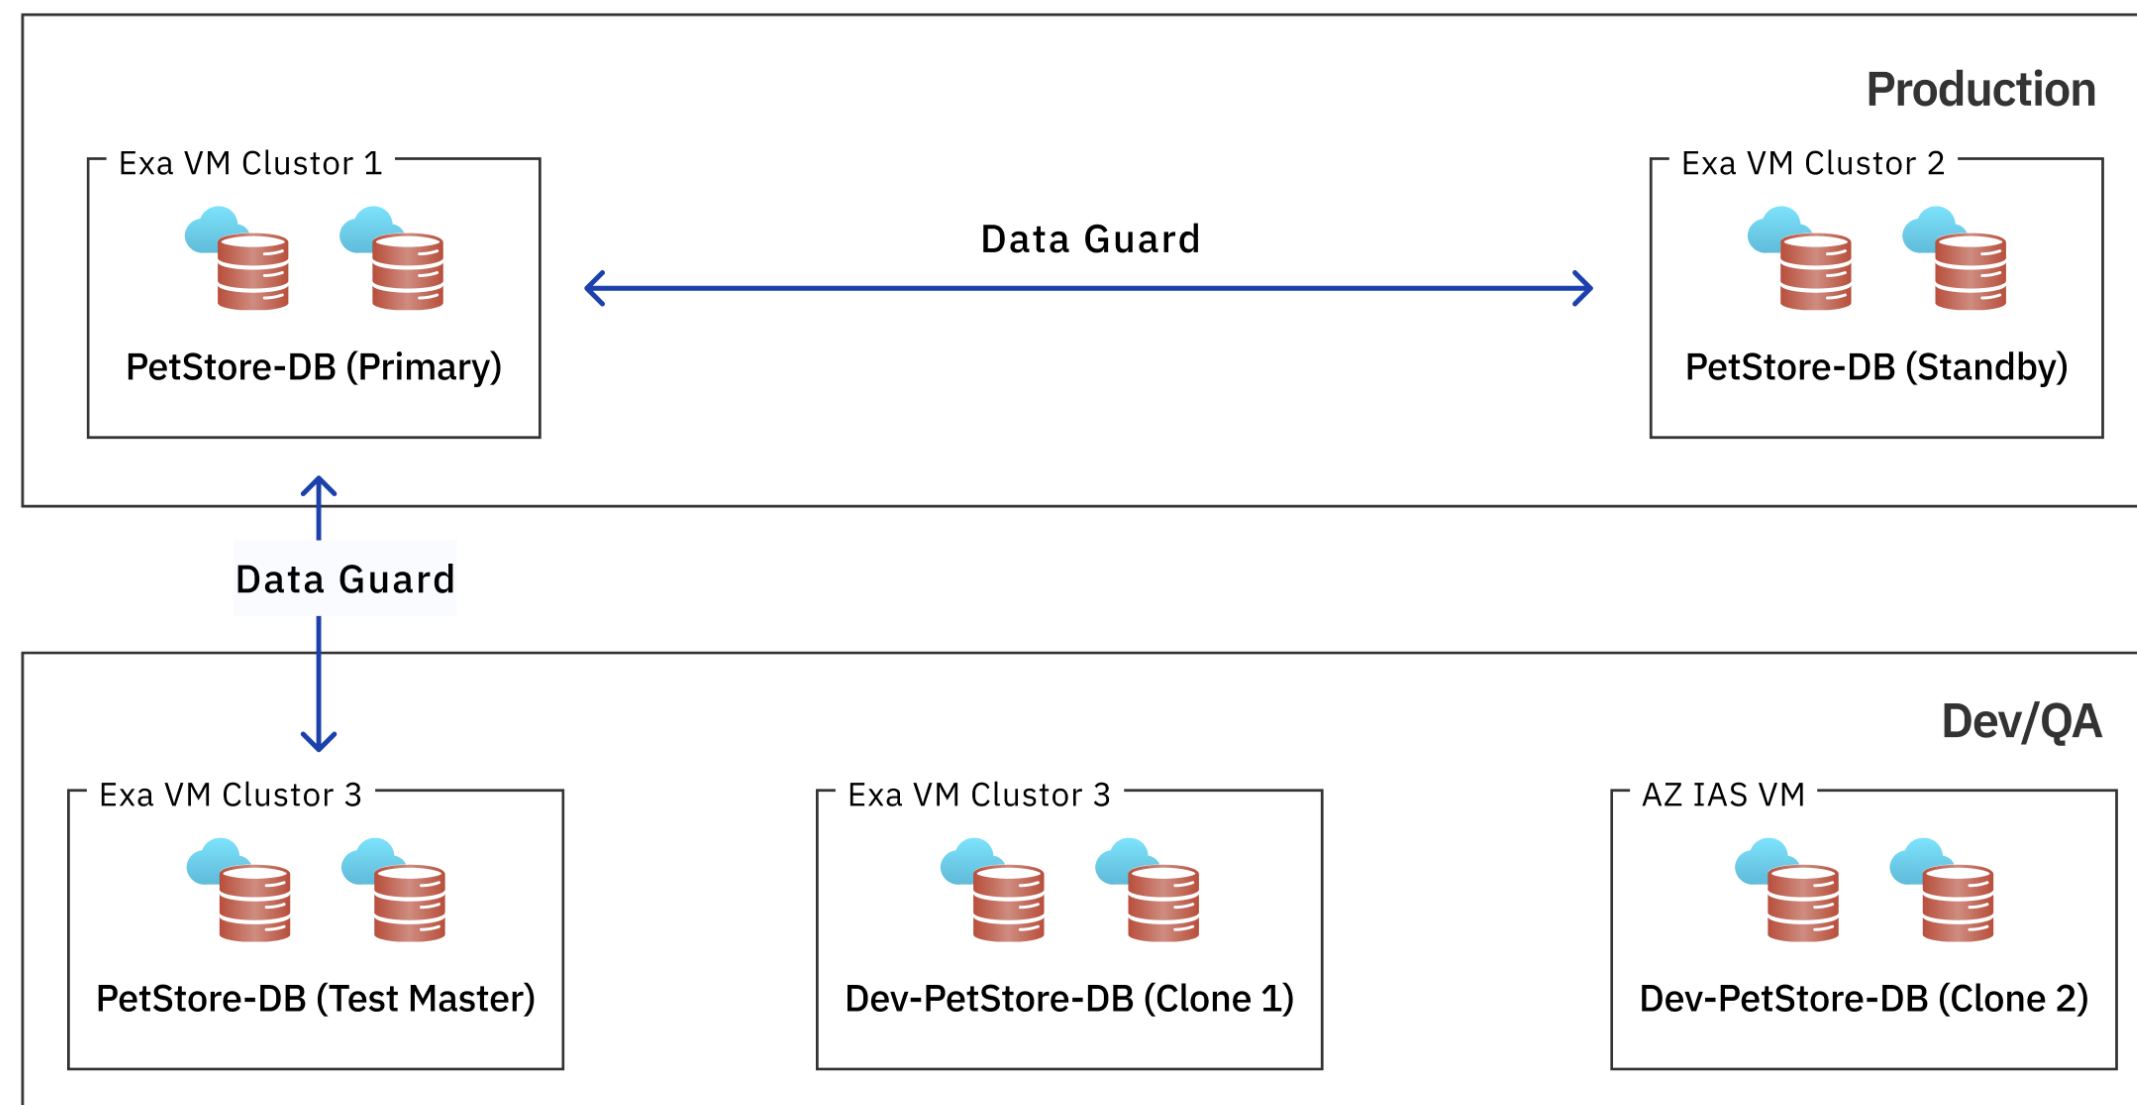 Production
Exa VM Clustor 1
Exa VM Clustor 2
Data Guard
PetStore-DB (Primary)
PetStore-DB (Standby)
Data Guard
Dev/QA
Exa VM Clustor 3
Exa VM Clustor 3
AZ IAS VM
PetStore-DB (Test Master)
Dev-PetStore-DB (Clone 1)
Dev-PetStore-DB (Clone 2)